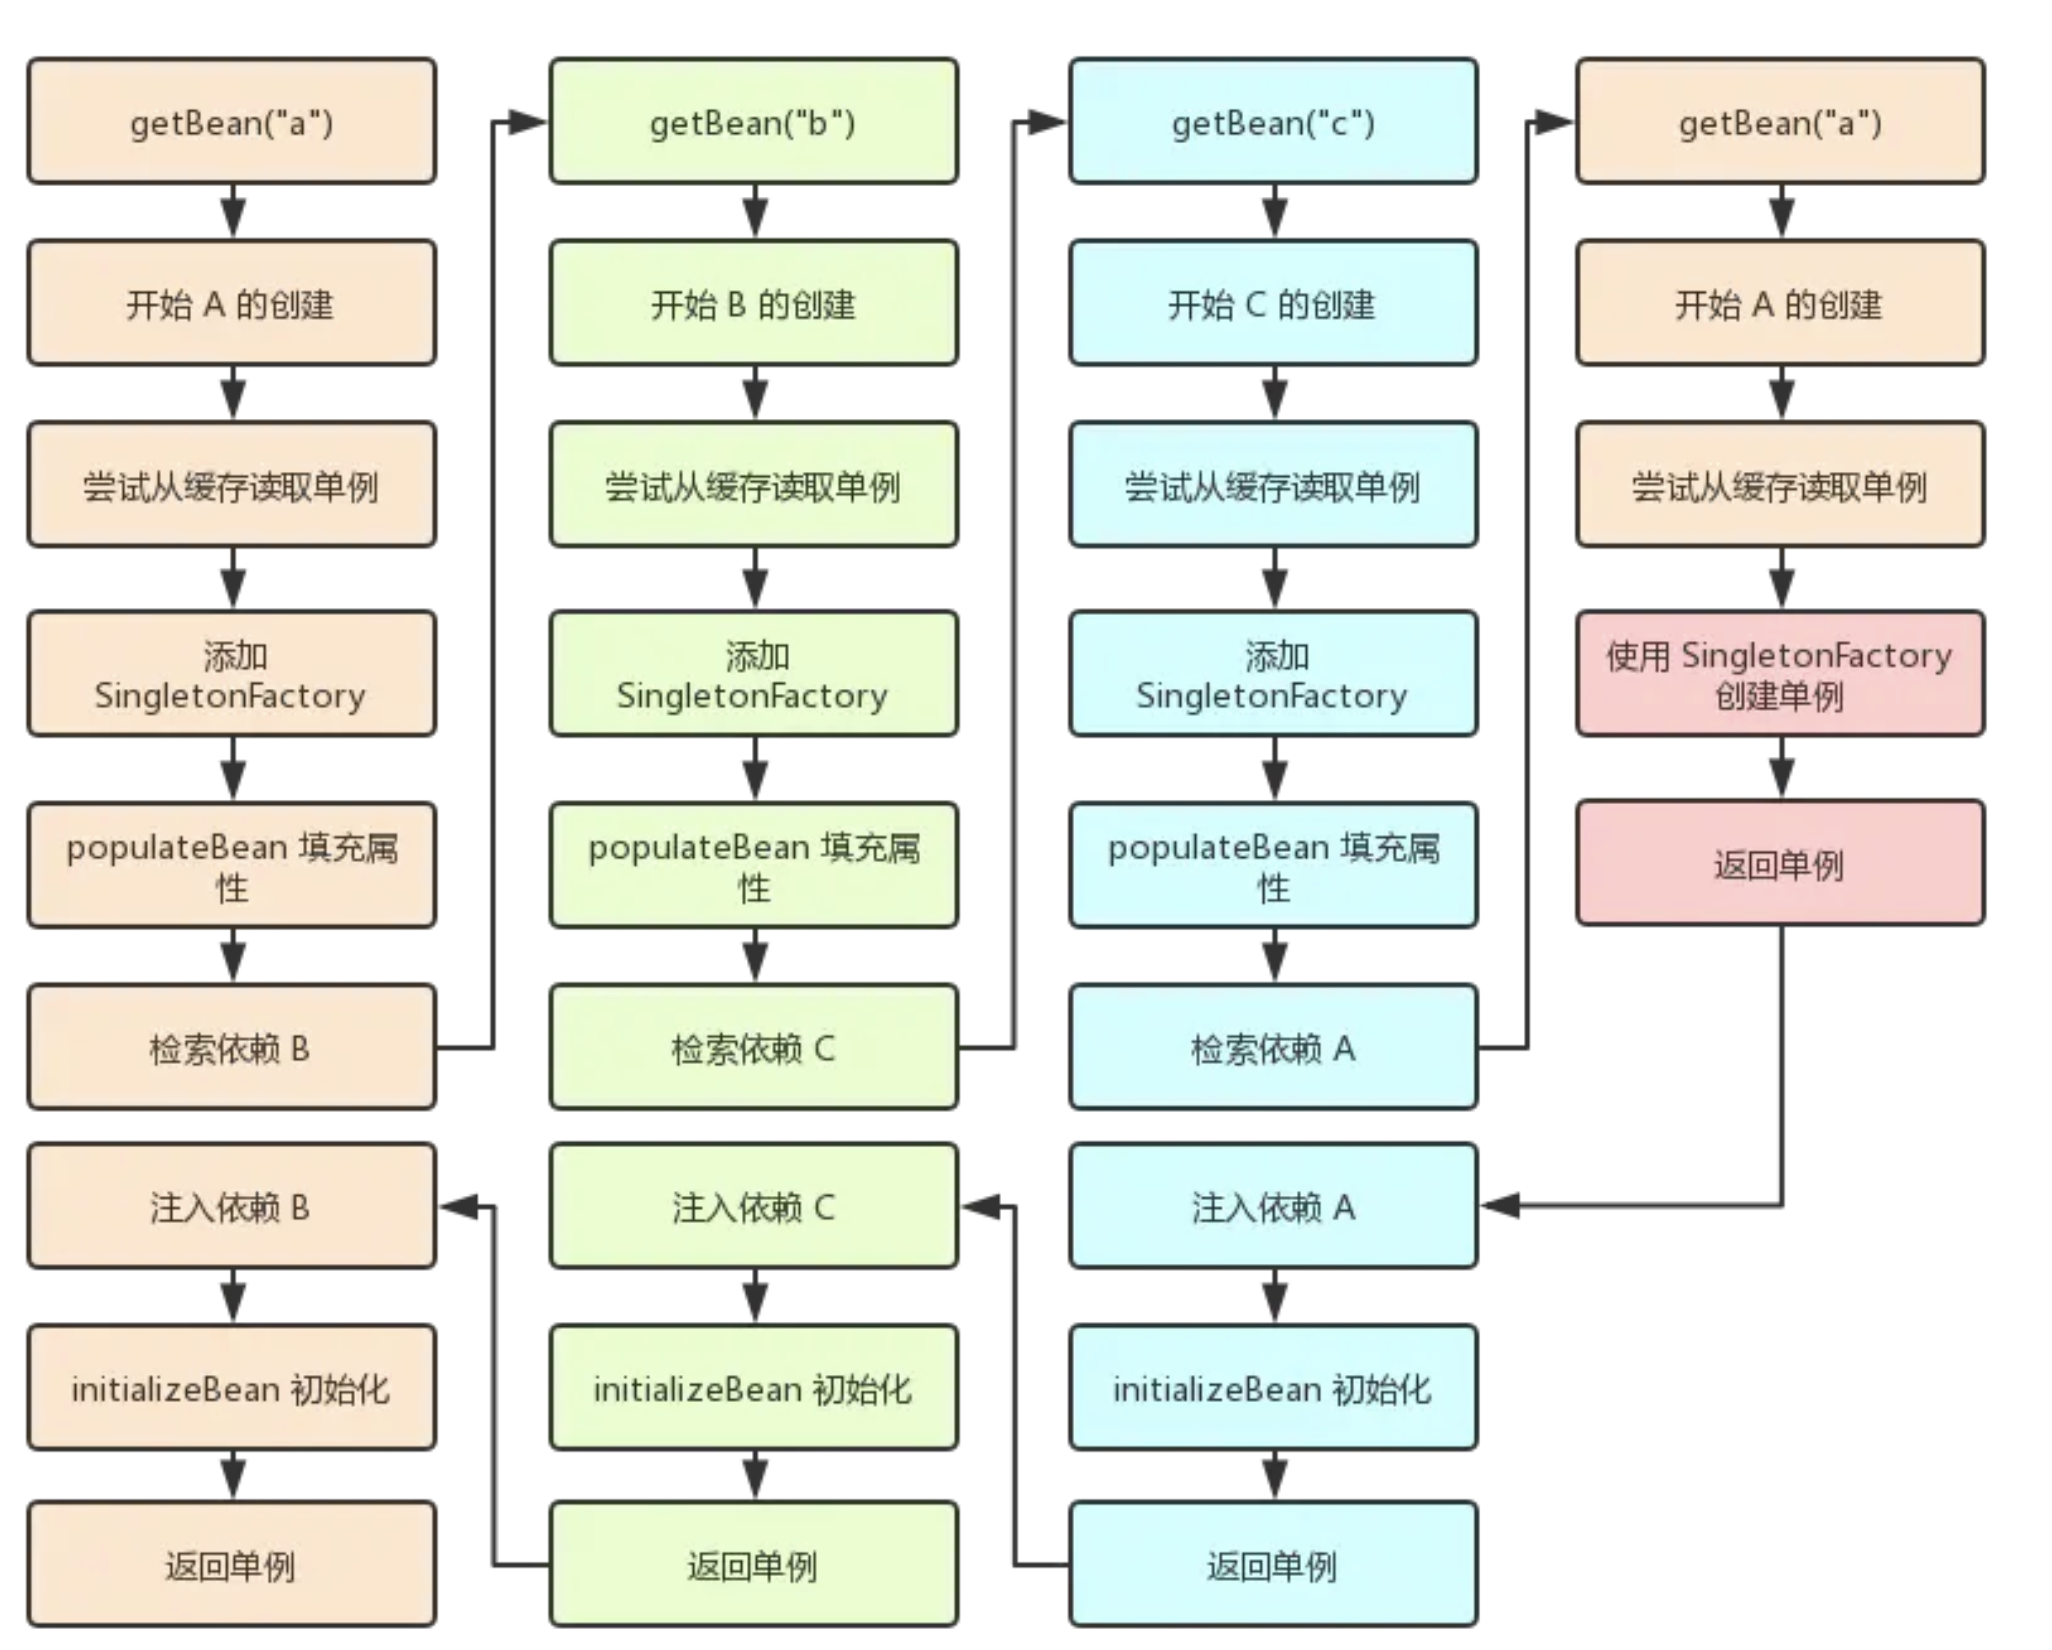 getBean("a")
开始 A 的创建
尝试从缓存读取单例
添加
SingletonFactory
populateBean 填充属
性
检索依赖 B
getBean("b")
开始 B 的创建
尝试从缓存读取单例
添加
SingletonFactory
populateBean 填充属
性
检索依赖 C
getBean("c")
开始 C 的创建
尝试从缓存读取单例
添加
SingletonFactory
populateBean 填充属
性
检索依赖 A
getBean("a")
开始 A 的创建
尝试从缓存读取单例
使用 SingletonFactory
创建单例
返回单例
注入依赖 A
initializeBean 初始化
返回单例
注入依赖 C
initializeBean 初始化
返回单例
注入依赖 B
initializeBean 初始化
返回单例